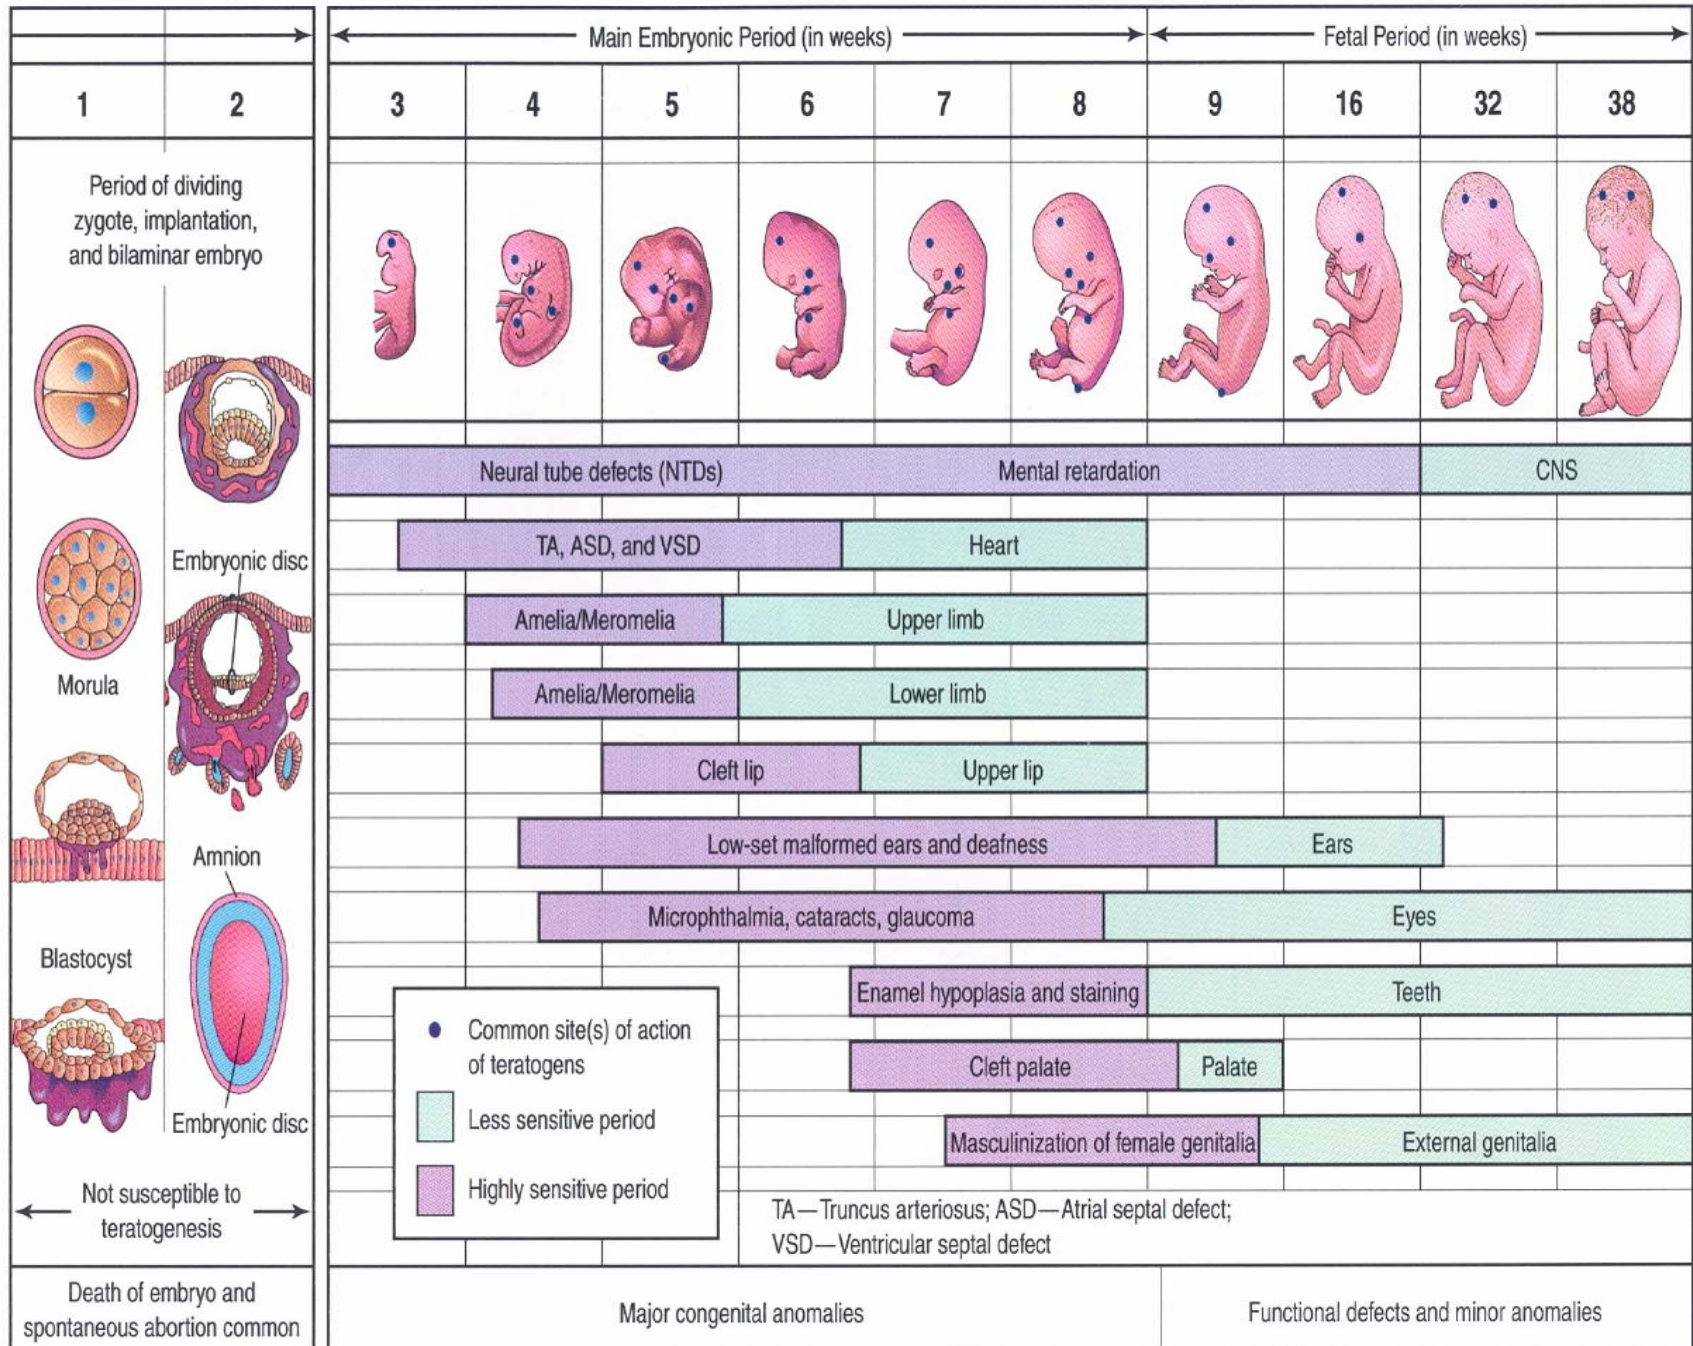 Main Embryonic Period (in weeks)
Fetal Period (in weeks)
1
2
3
4
5
6
7
8
9
16
32
38
Period of dividing
zygote, implantation,
and bilaminar embryo
Embryonic disc
Morula
Amnion
Blastocyst
Embryonic disc
Not susceptible to
teratogenesis
Death of embryo and
spontaneous abortion common
Neural tube defects (NTDs)
Mental retardation
CNS
TA, ASD, and VSD
Heart
Amelia/Meromelia
Upper limb
Amelia/Meromelia
Lower limb
Cleft lip
Upper lip
Low-set malformed ears and deafness
Ears
Microphthalmia, cataracts, glaucoma
Eyes
Enamel hypoplasia and staining
Teeth
Cleft palate
Palate
Masculinization of female genitalia
External genitalia
Common site(s) of action
of teratogens
Less sensitive period
Highly sensitive period
TA—Truncus arteriosus; ASD—Atrial septal defect;
VSD—Ventricular septal defect
Major congenital anomalies
Functional defects and minor anomalies